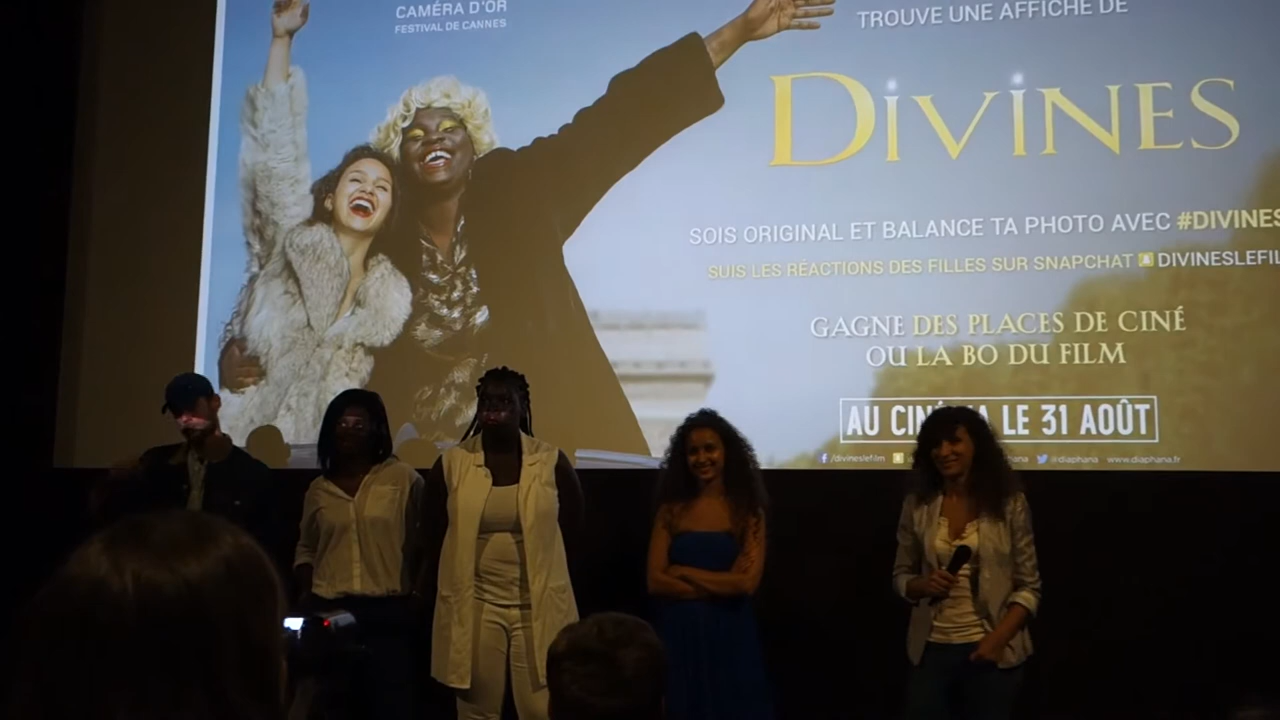 CAMÉRA D'OR
FESTIVAL DE CANNES
TROUVE UNE AFFICHE DE
DIVINES
SOIS ORIGINAL ET BALANCE TA PHOTO AVEC #DIVINES
SUIS LES RÉACTIONS DES FILLES SUR SNAPCHAT DIVINESLEFIL
GAGNE DES PLACES DE CINÉ
OU LA BO DU FILM
AU CINÉMA LE 31 AOÛT
/divineslefilm @diaphana www.diaphana.fr